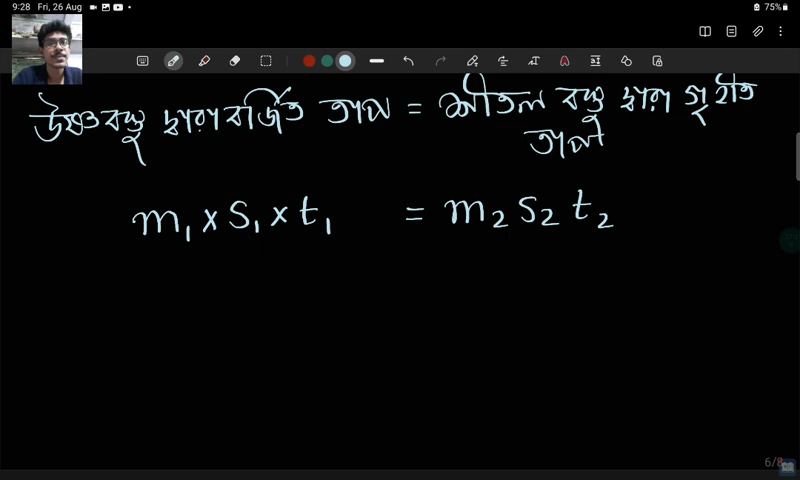 9:28 Fri, 26 Aug
75%
উষ্ণ বস্তু দ্বারা বর্জিত তাপ = শীতল বস্তু দ্বারা গৃহীত
তাপ
m₁ × S₁ × t₁ = m₂ S₂ t₂
6/8